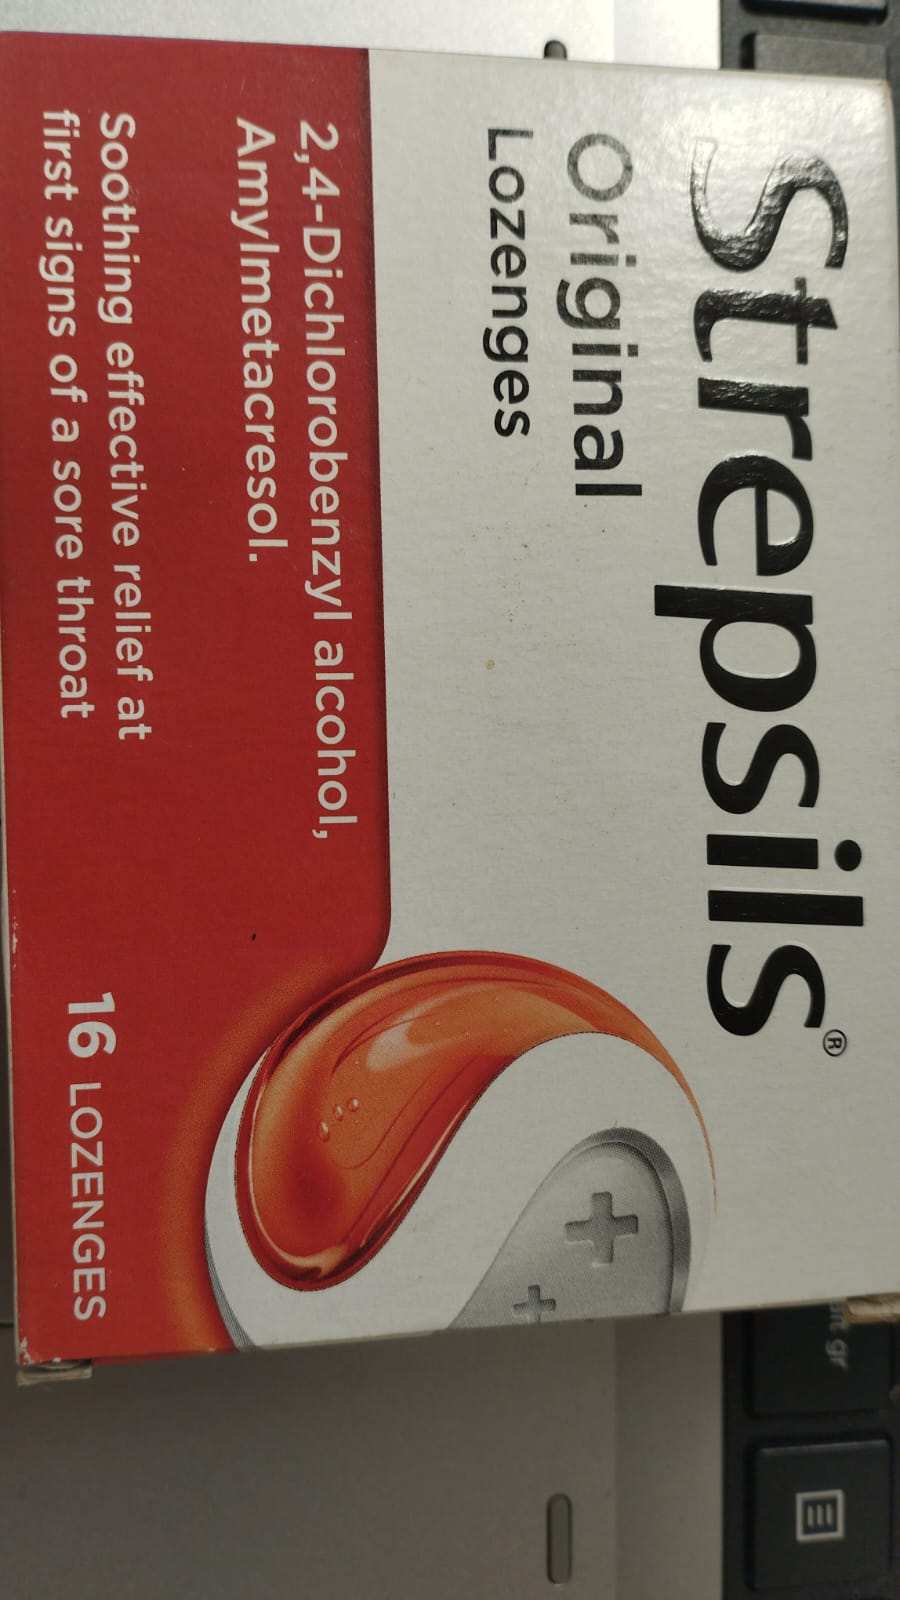 Strepsils®
Original
Lozenges
2,4-Dichlorobenzyl alcohol,
Amylmetacresol.
Soothing effective relief at
first signs of a sore throat
16 LOZENGES
gr